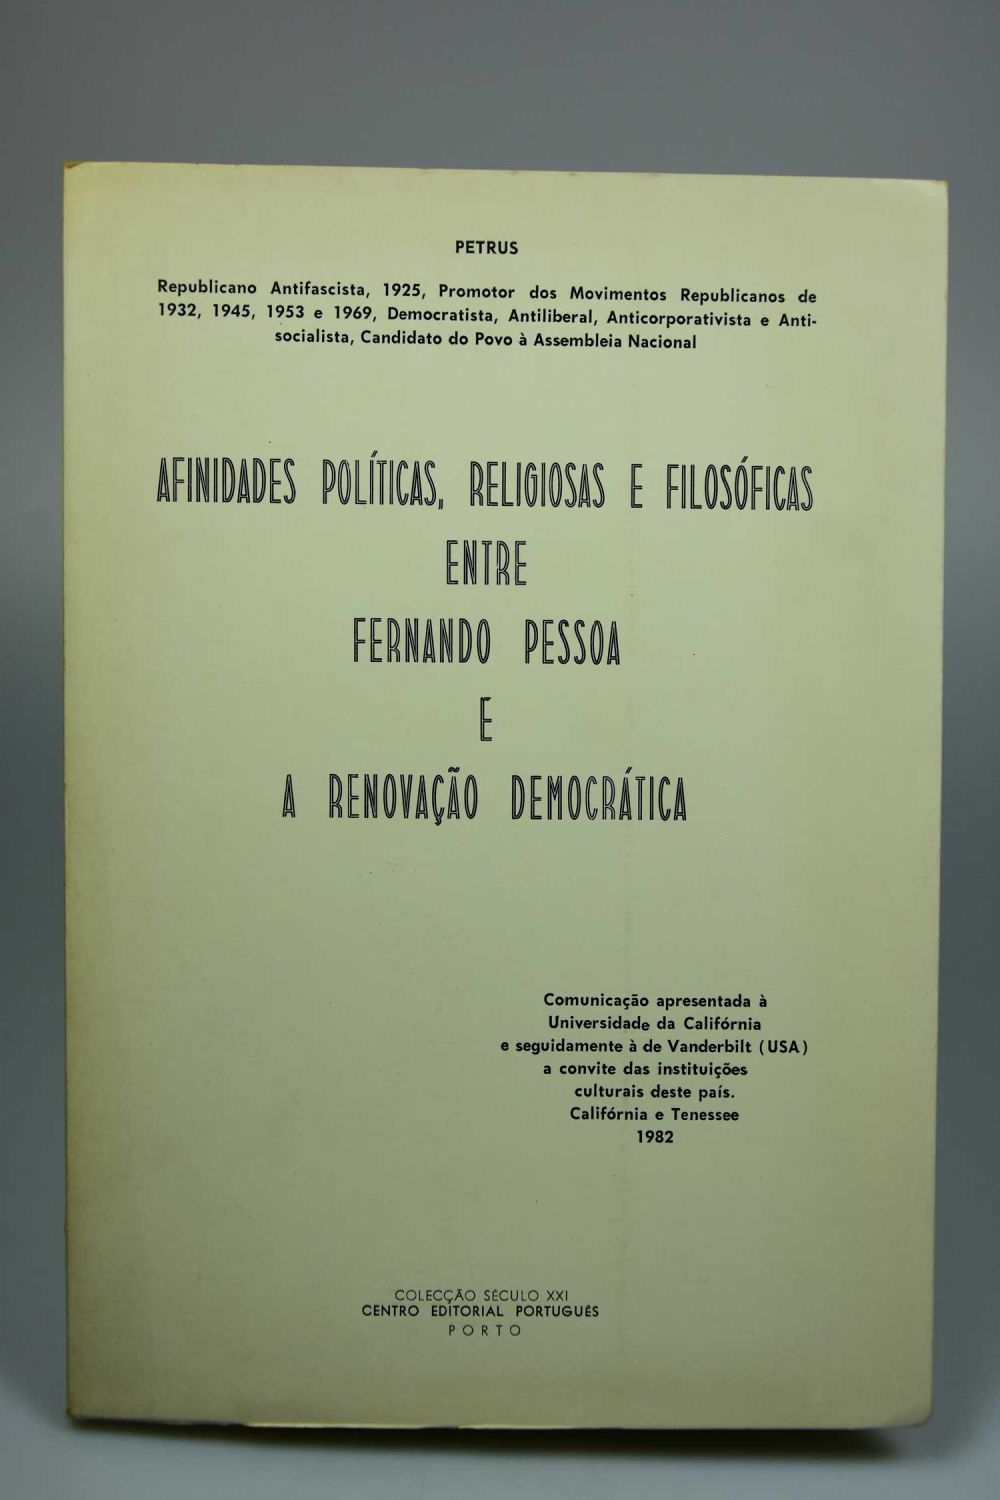 PETRUS
Republicano Antifascista, 1925, Promotor dos Movimentos Republicanos de
1932, 1945, 1953 e 1969, Democratista, Antiliberal, Anticorporativista e Anti-
socialista, Candidato do Povo à Assembleia Nacional
AFINIDADES POLÍTICAS, RELIGIOSAS E FILOSÓFICAS
ENTRE
FERNANDO PESSOA
E
A RENOVAÇÃO DEMOCRÁTICA
Comunicação apresentada à
Universidade da Califórnia
e seguidamente à de Vanderbilt (USA)
a convite das instituições
culturais deste país.
Califórnia e Tenessee
1982
COLECÇÃO SÉCULO XXI
CENTRO EDITORIAL PORTUGUÊS
PORTO